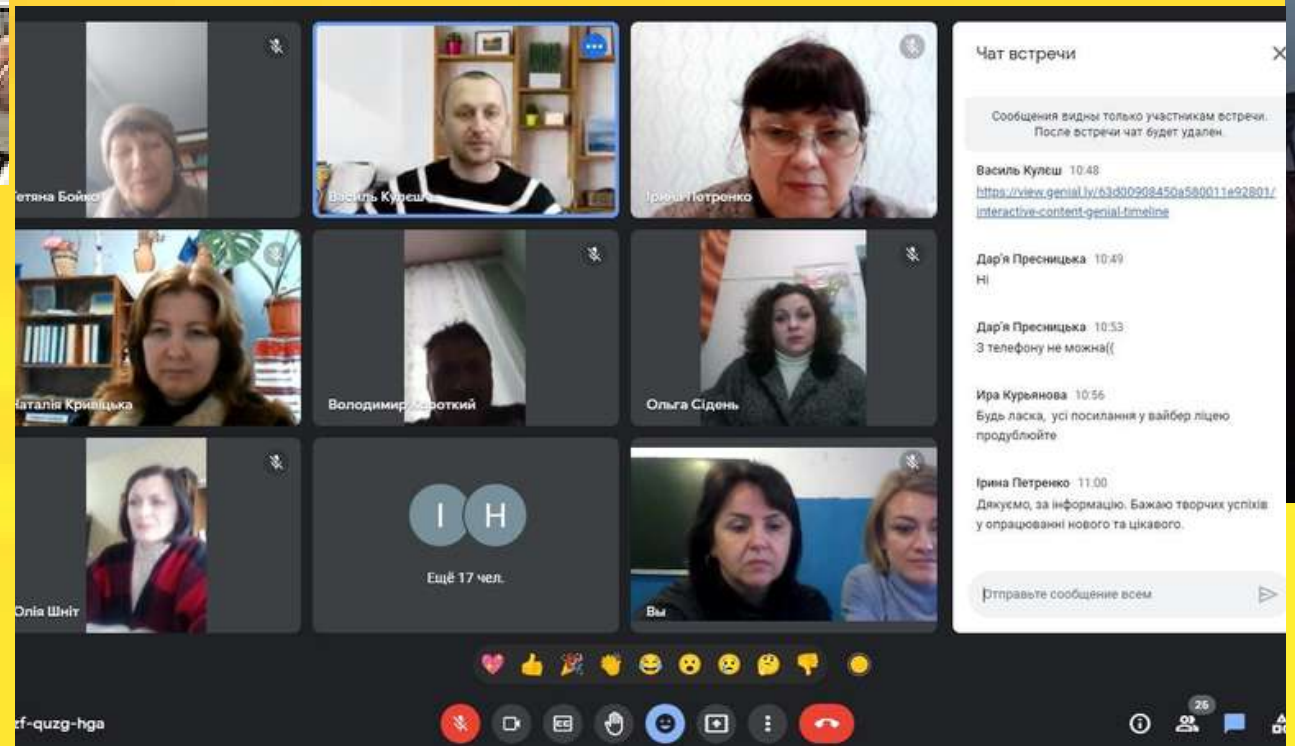 Тетяна Бойко
Василь Кулєш
Ірина Петренко
Наталія Кривіцька
Володимир Короткий
Ольга Сідень
Юлія Шніт
I
H
Ещё 17 чел.
Вы
Чат встречи
Сообщения видны только участникам встречи.
После встречи чат будет удален.
Василь Кулєш 10:48
https://view.genial.ly/63d00908450a580011e92801/
interactive-content-genial-timeline
Дар'я Пресницька 10:49
Ні
Дар'я Пресницька 10:53
З телефону не можна((
Ира Курьянова 10:56
Будь ласка, усі посилання у вайбер ліцею
продублюйте
Ірина Петренко 11:00
Дякуємо, за інформацію. Бажаю творчих успіхів
у опрацюванні нового та цікавого.
Отправьте сообщение всем
zf-quzg-hga
CC
26